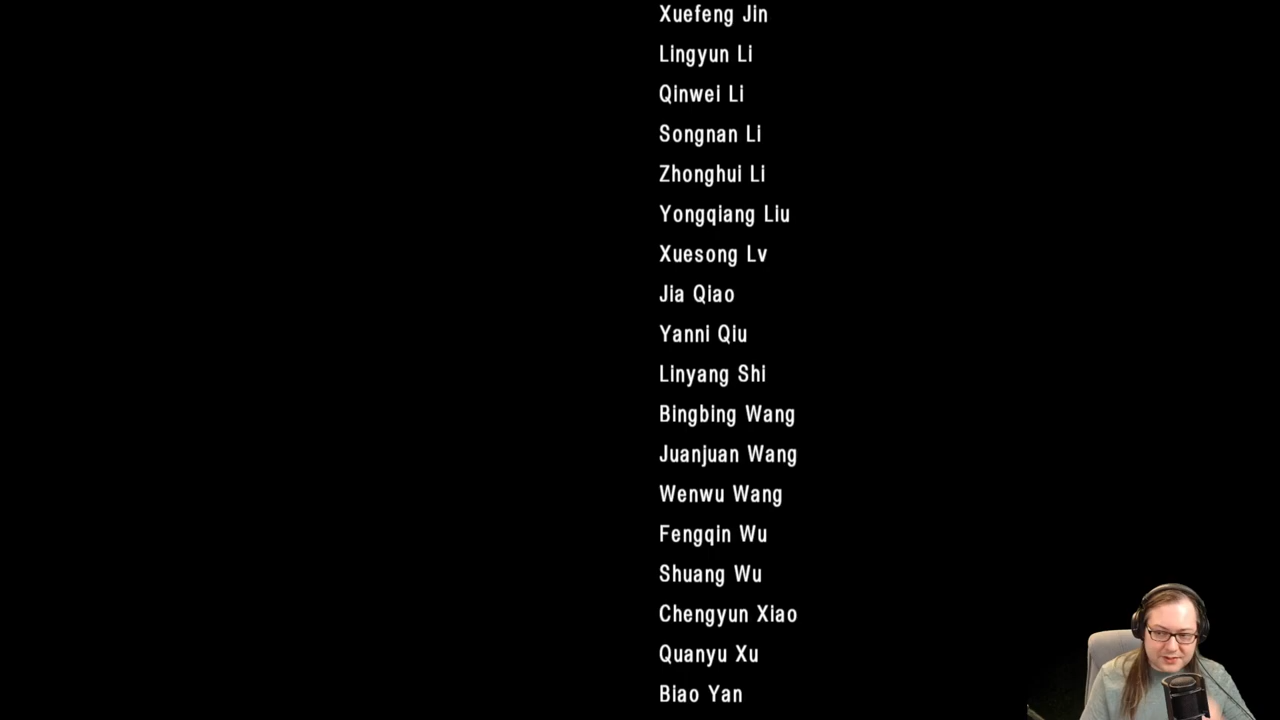 Xuefeng Jin
Lingyun Li
Qinwei Li
Songnan Li
Zhonghui Li
Yongqiang Liu
Xuesong Lv
Jia Qiao
Yanni Qiu
Linyang Shi
Bingbing Wang
Juanjuan Wang
Wenwu Wang
Fengqin Wu
Shuang Wu
Chengyun Xiao
Quanyu Xu
Biao Yan